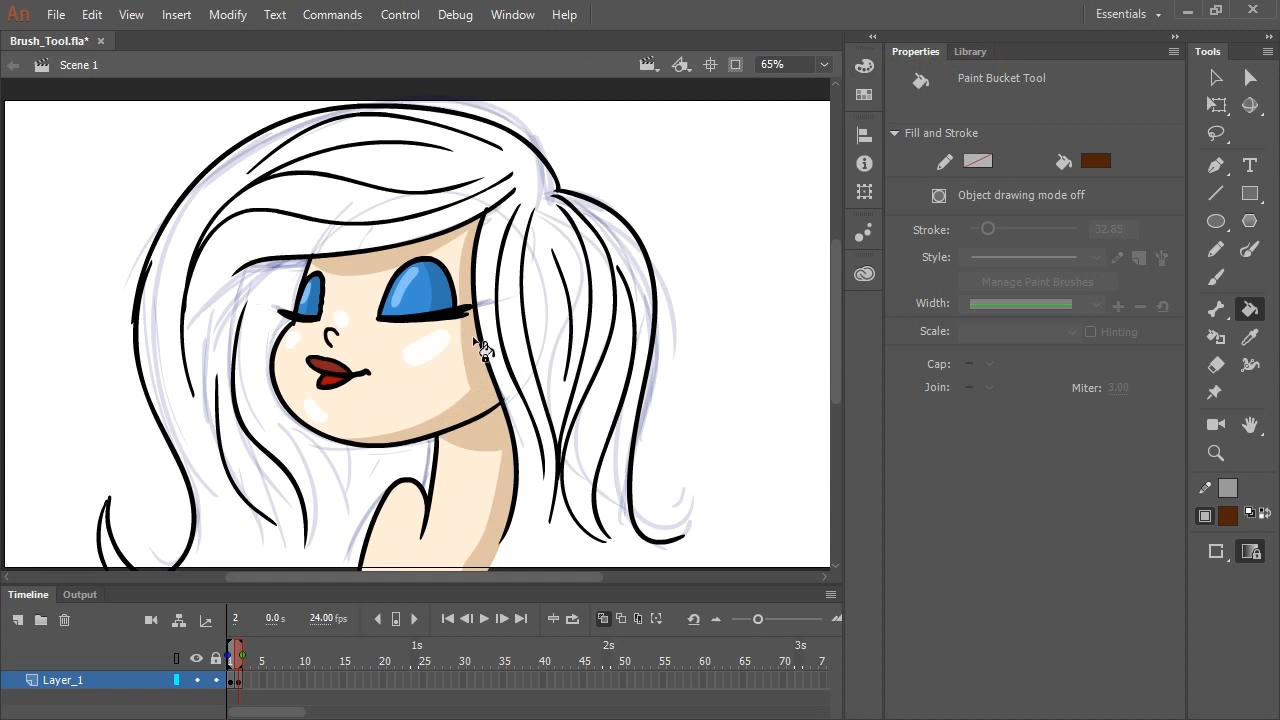 An File Edit View Insert Modify Text Commands Control Debug Window Help Essentials
Brush_Tool.fla* ×
Scene 1 65%
Properties Library Tools
Paint Bucket Tool
Fill and Stroke
Object drawing mode off
Stroke: 32.85
Style:
Manage Paint Brushes
Width:
Scale: Hinting
Cap:
Join: Miter: 3.00
Timeline Output
2 0.0 s 24.00 fps
1s 2s 3s
1 5 10 15 20 25 30 35 40 45 50 55 60 65 70 75 80 7
Layer_1